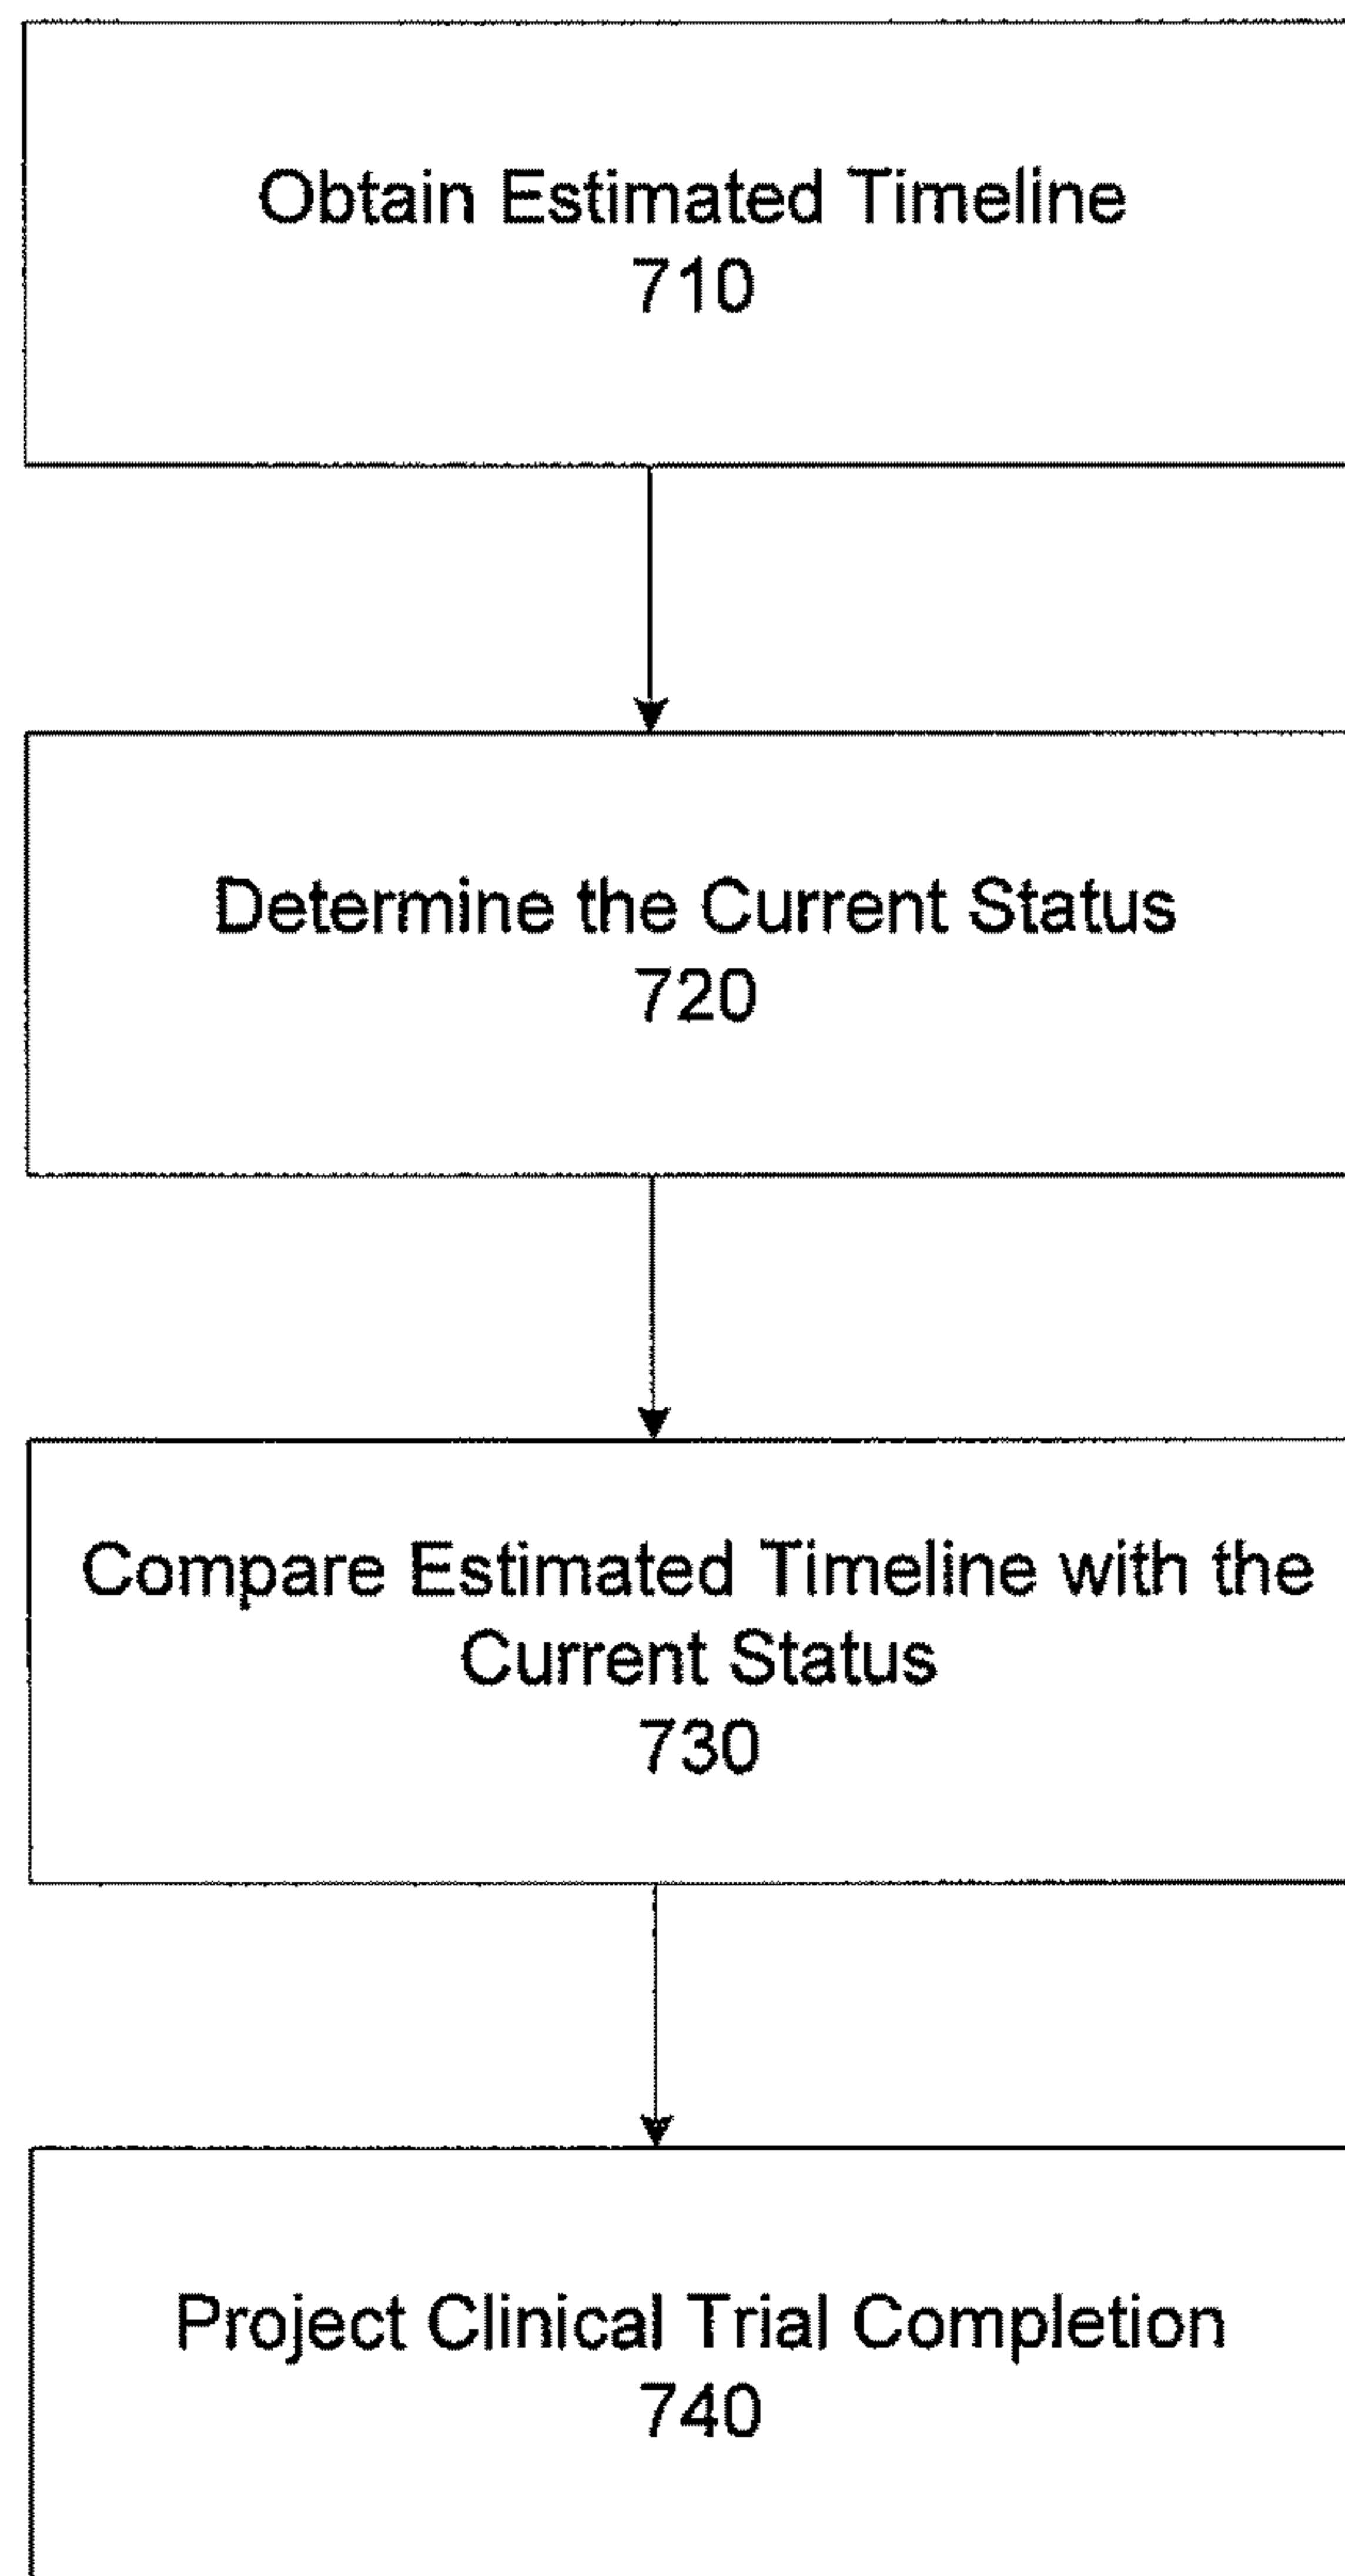 Obtain Estimated Timeline
710
Determine the Current Status
720
Compare Estimated Timeline with the
Current Status
730
Project Clinical Trial Completion
740